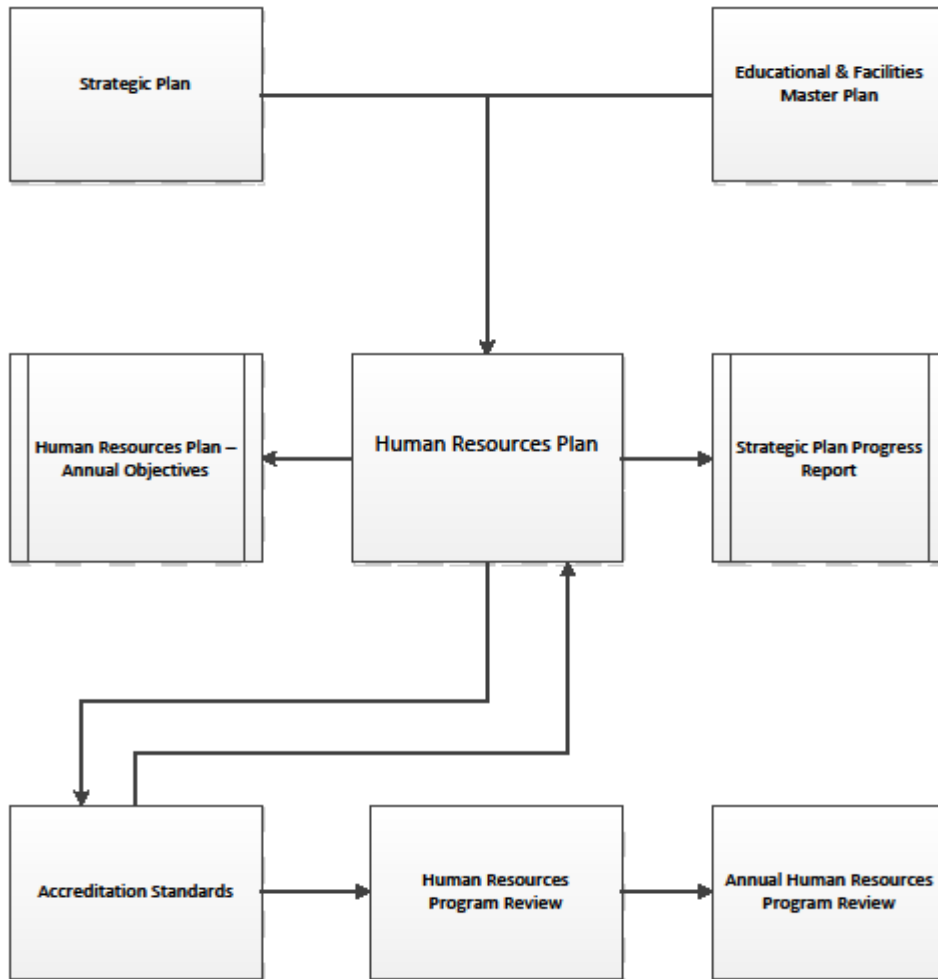 Strategic Plan
Educational & Facilities
Master Plan
Human Resources Plan –
Annual Objectives
Human Resources Plan
Strategic Plan Progress
Report
Accreditation Standards
Human Resources
Program Review
Annual Human Resources
Program Review